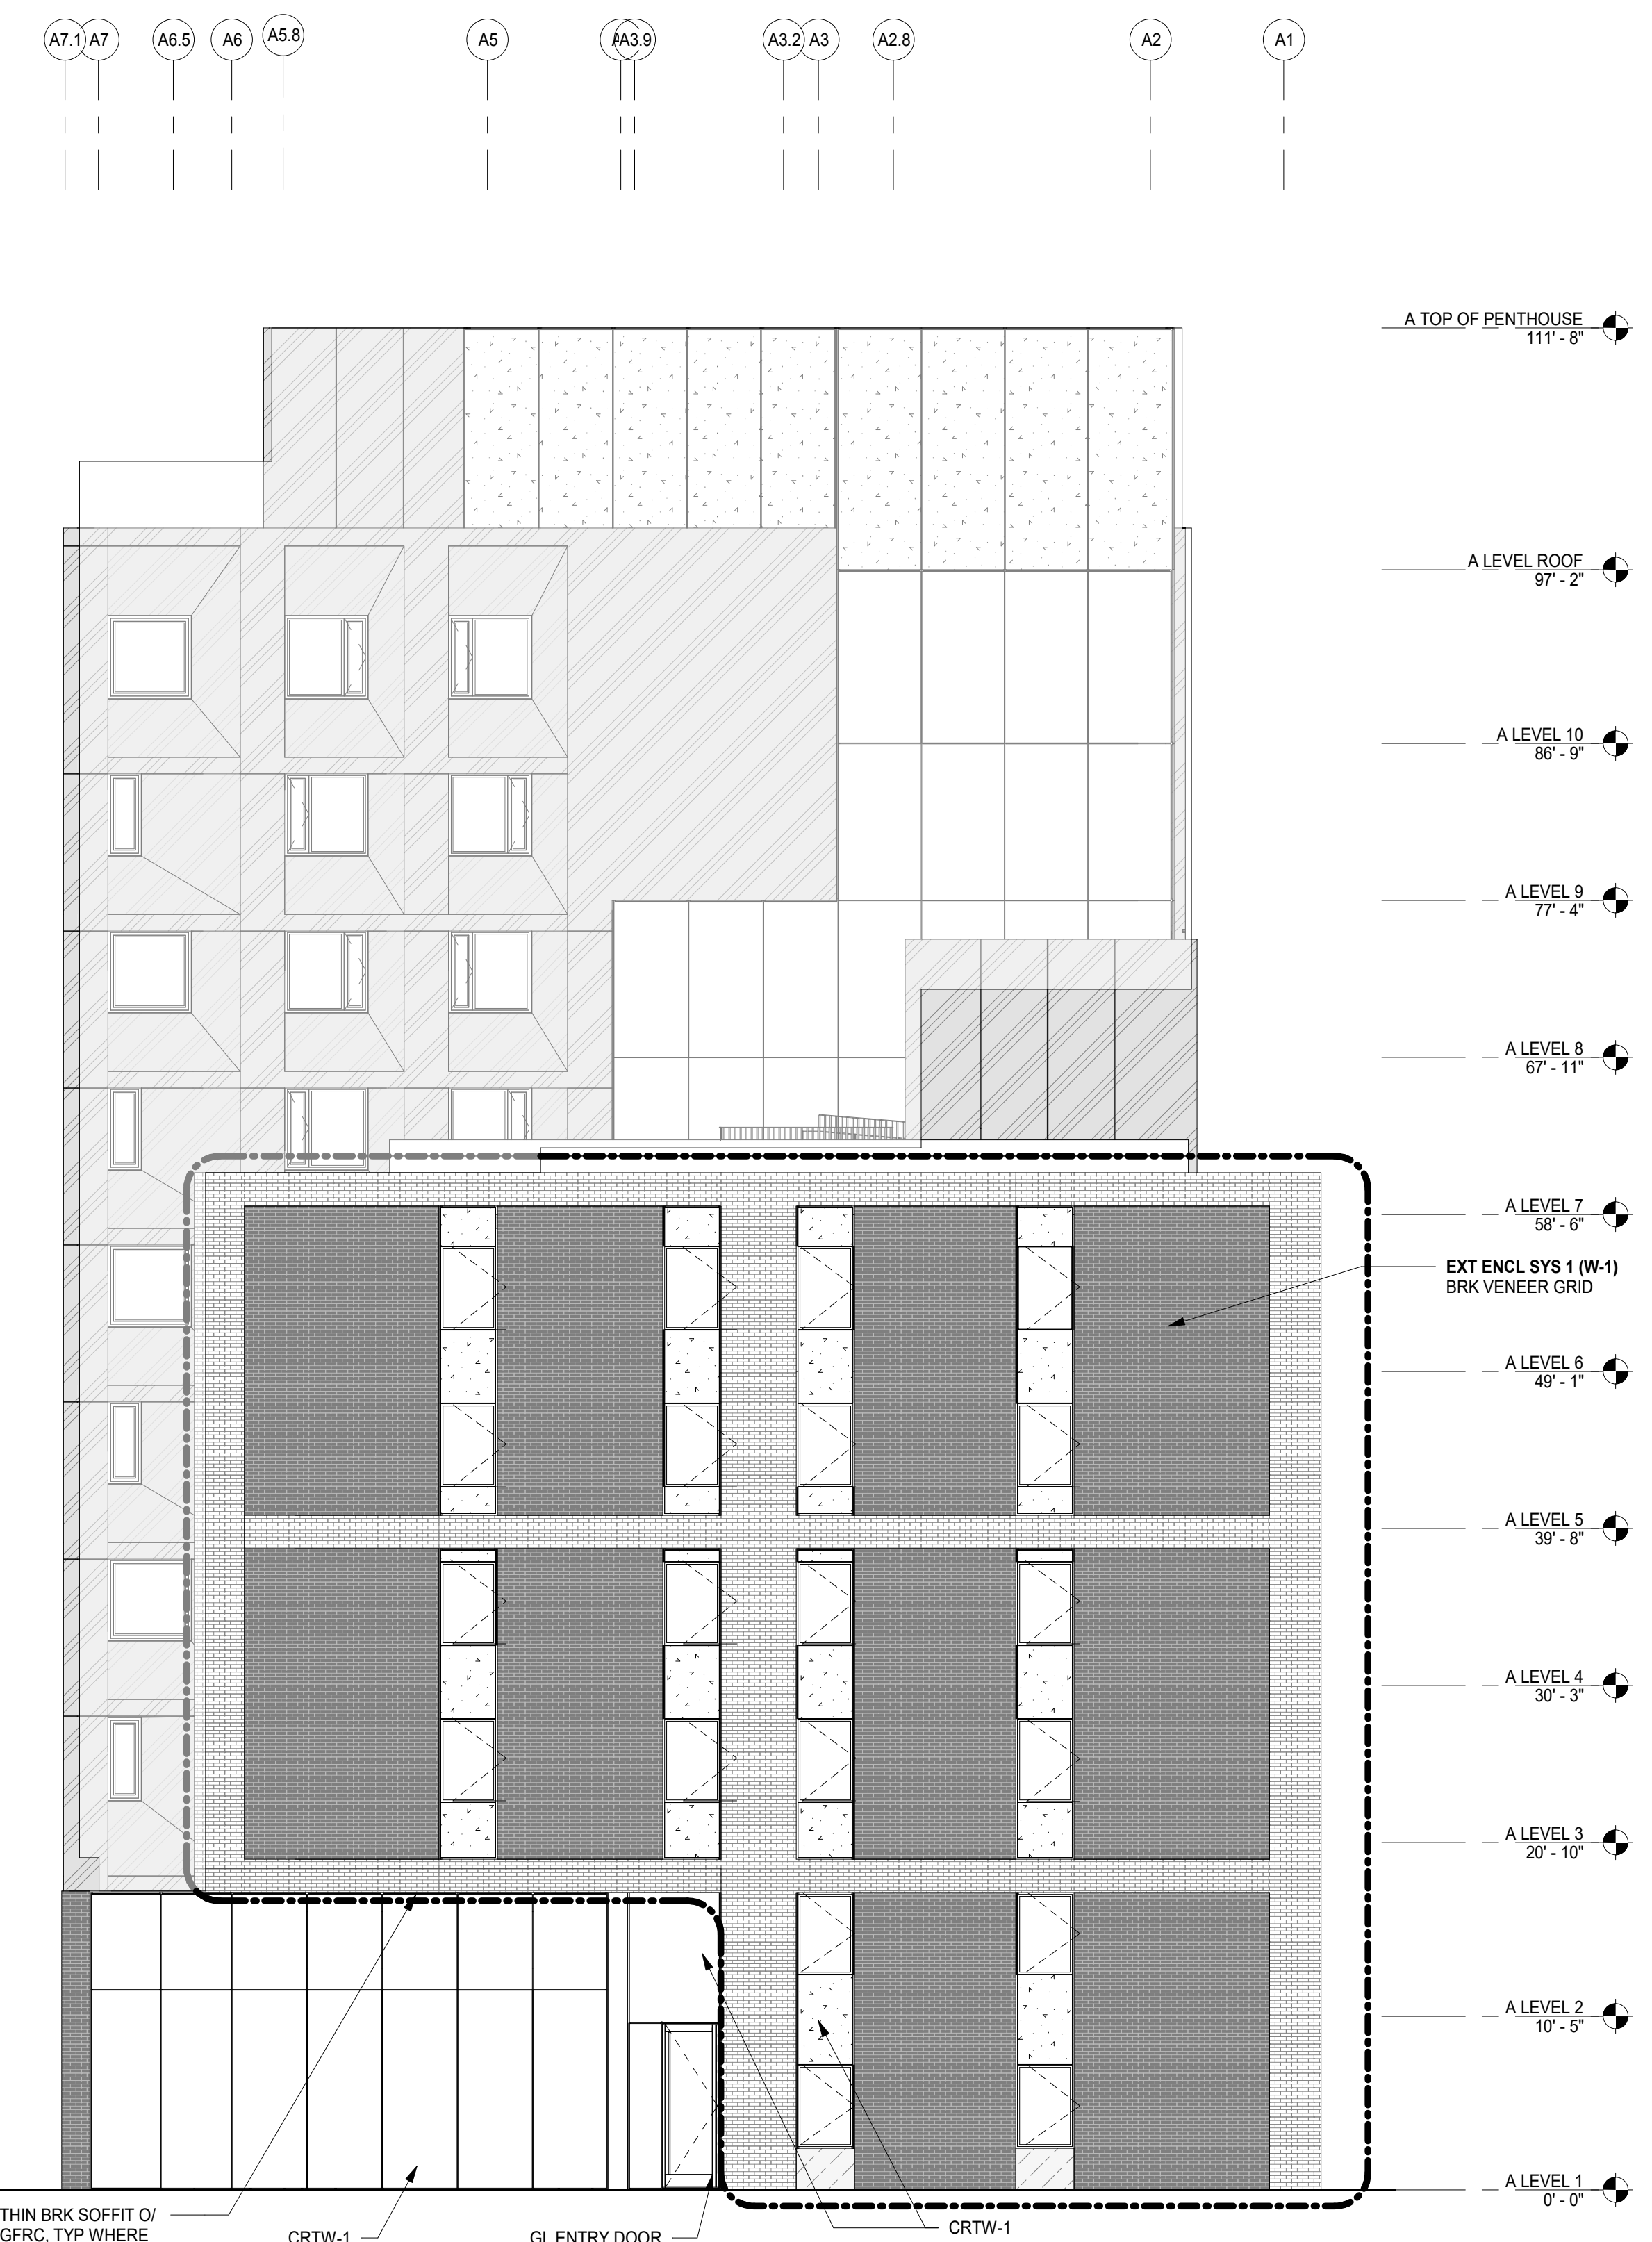 A7.1
A7
A6.5
A6
A5.8
A5
A3.9
A3.2
A3
A2.8
A2
A1
A TOP OF PENTHOUSE
111' - 8"
A LEVEL ROOF
97' - 2"
A LEVEL 10
86' - 9"
A LEVEL 9
77' - 4"
A LEVEL 8
67' - 11"
A LEVEL 7
58' - 6"
EXT ENCL SYS 1 (W-1)
BRK VENEER GRID
A LEVEL 6
49' - 1"
A LEVEL 5
39' - 8"
A LEVEL 4
30' - 3"
A LEVEL 3
20' - 10"
A LEVEL 2
10' - 5"
A LEVEL 1
0' - 0"
THIN BRK SOFFIT O/
GFRC, TYP WHERE
CRTW-1
GL ENTRY DOOR
CRTW-1